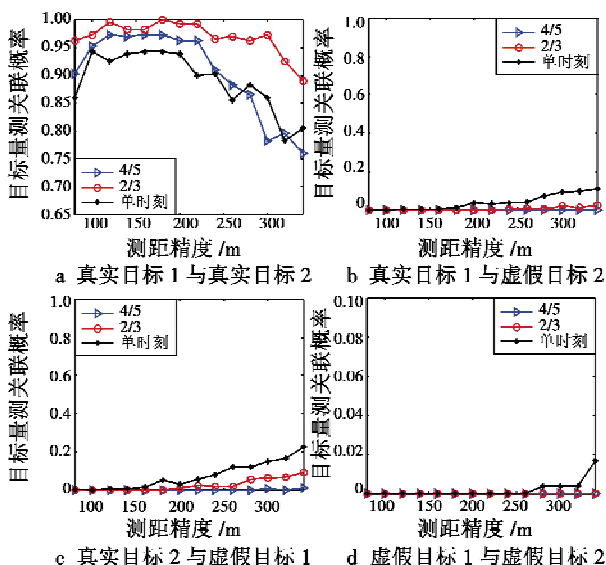 目标量测关联概率
1.00
0.95
0.90
0.85
0.80
0.75
0.70
0.65
4/5
2/3
单时刻
100 150 200 250 300
测距精度 /m
a 真实目标 1 与真实目标 2
目标量测关联概率
1.0
0.8
0.6
0.4
0.2
0
4/5
2/3
单时刻
100 150 200 250 300
测距精度 /m
b 真实目标 1 与虚假目标 2
目标量测关联概率
1.0
0.8
0.6
0.4
0.2
0
4/5
2/3
单时刻
100 150 200 250 300
测距精度 /m
c 真实目标 2 与虚假目标 1
目标量测关联概率
0.10
0.08
0.06
0.04
0.02
0.00
4/5
2/3
单时刻
100 150 200 250 300
测距精度 /m
d 虚假目标 1 与虚假目标 2